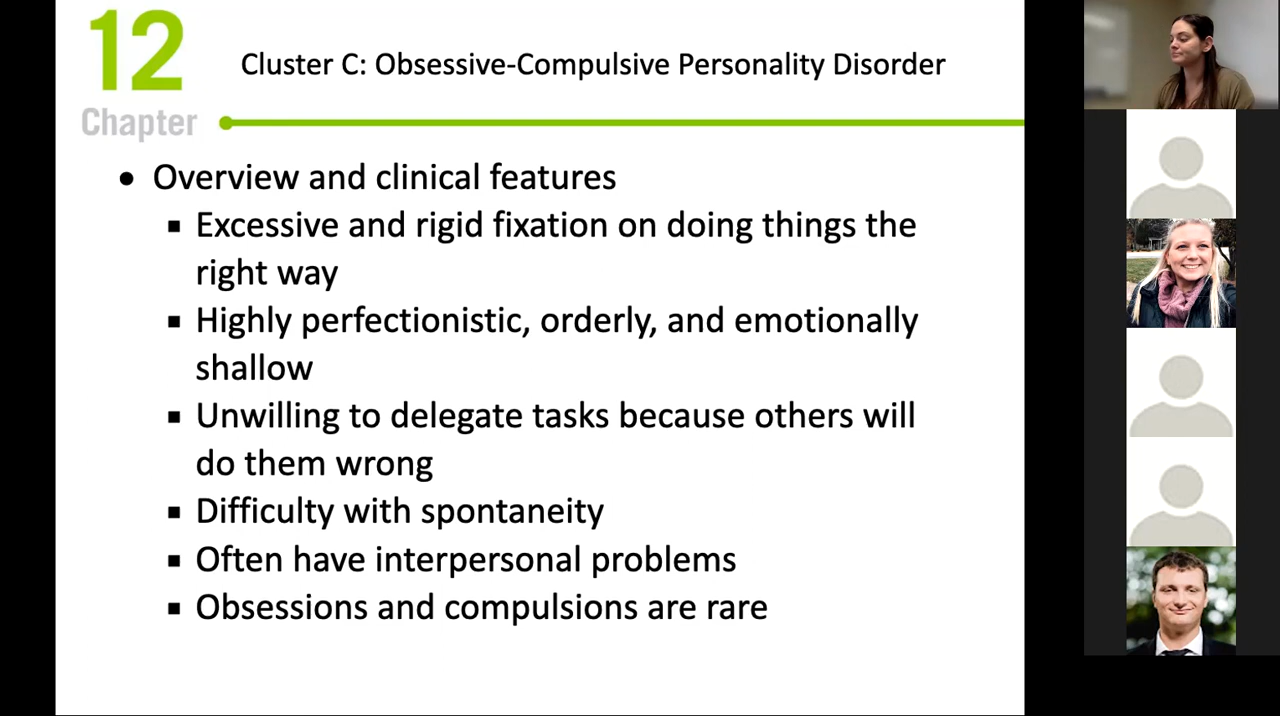 12
Chapter
Cluster C: Obsessive-Compulsive Personality Disorder
• Overview and clinical features
▪ Excessive and rigid fixation on doing things the
right way
▪ Highly perfectionistic, orderly, and emotionally
shallow
▪ Unwilling to delegate tasks because others will
do them wrong
▪ Difficulty with spontaneity
▪ Often have interpersonal problems
▪ Obsessions and compulsions are rare